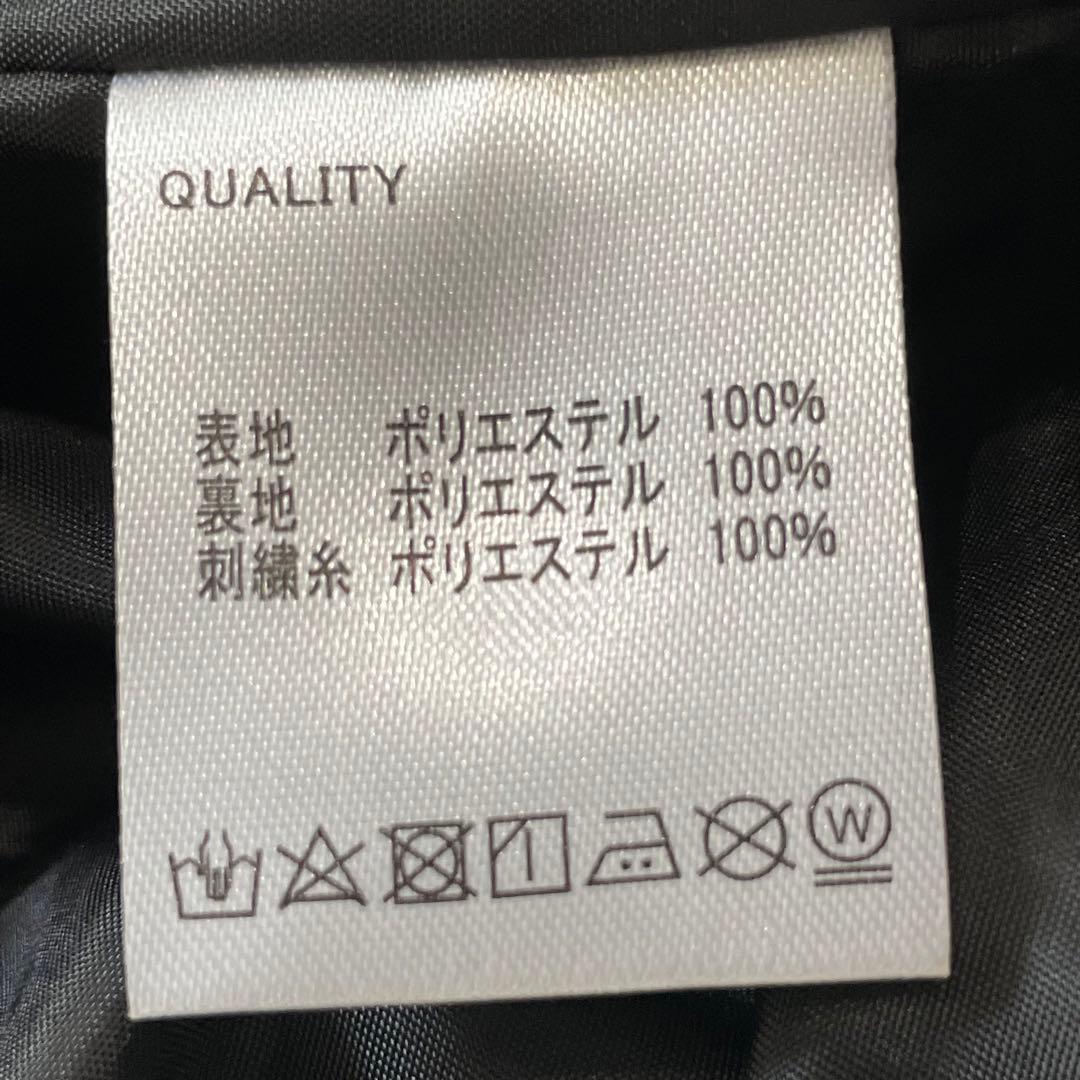 QUALITY
表地 ポリエステル 100%
裏地 ポリエステル 100%
刺繍糸 ポリエステル 100%
W